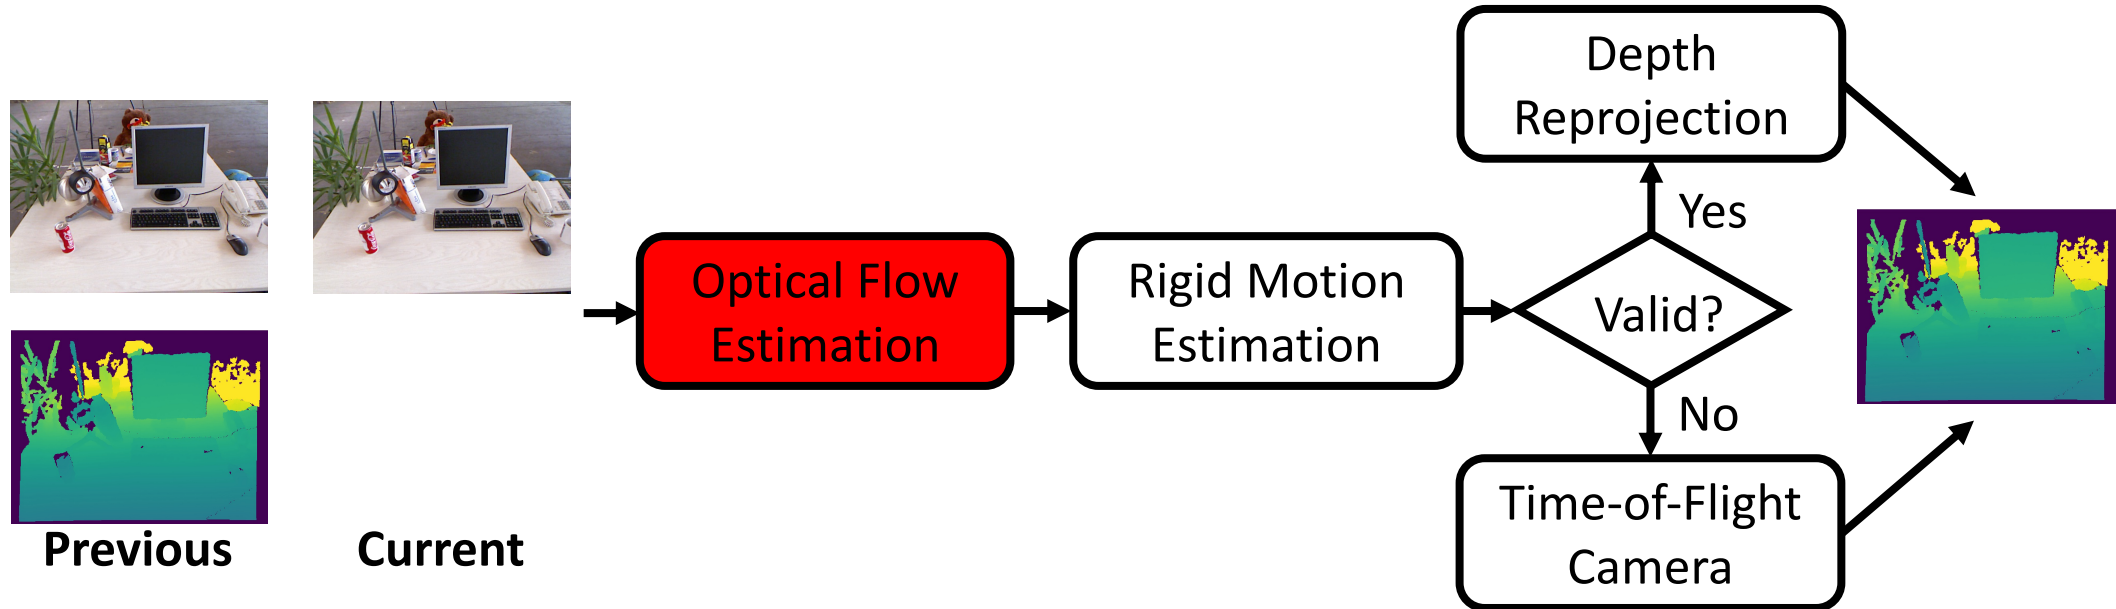 Previous
Current
Optical Flow
Estimation
Rigid Motion
Estimation
Valid?
Yes
No
Depth
Reprojection
Time-of-Flight
Camera